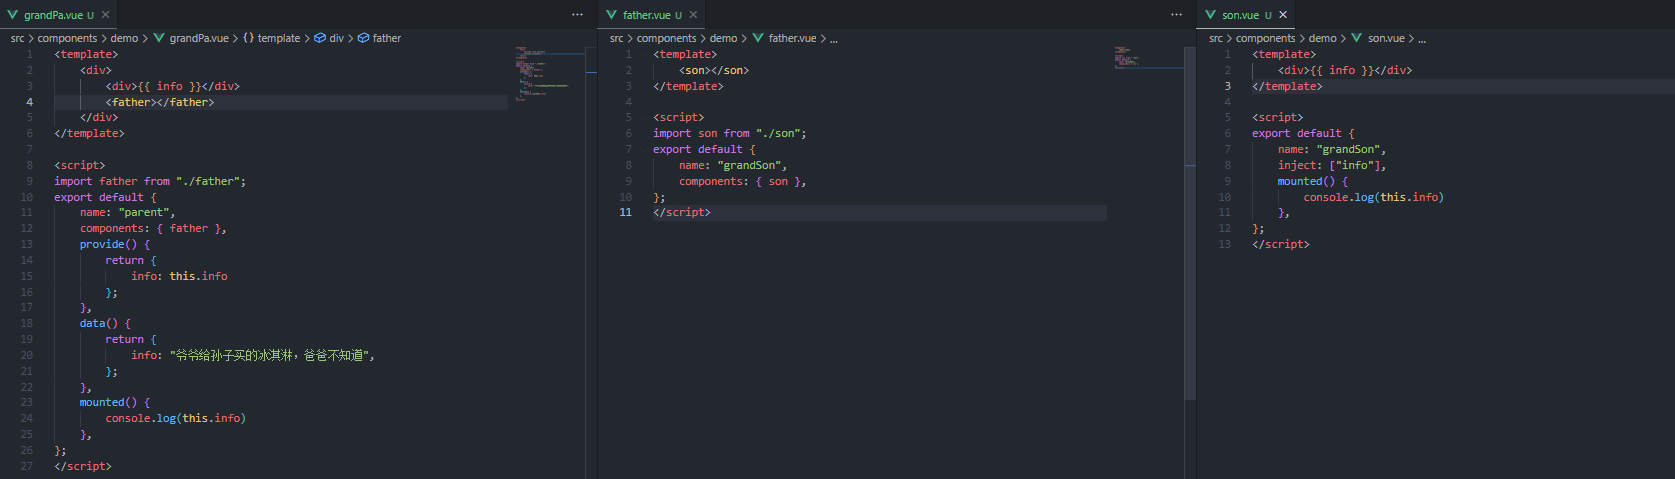 grandPa.vue U
src > components > demo > grandPa.vue > {} template > div > father
1 <template>
2 <div>
3 <div>{{ info }}</div>
4 <father></father>
5 </div>
6 </template>
7
8 <script>
9 import father from "./father";
10 export default {
11 name: "parent",
12 components: { father },
13 provide() {
14 return {
15 info: this.info
16 };
17 },
18 data() {
19 return {
20 info: "爷爷给孙子买的冰淇淋，爸爸不知道",
21 };
22 },
23 mounted() {
24 console.log(this.info)
25 },
26 };
27 </script>
father.vue U
src > components > demo > father.vue > ...
1 <template>
2 <son></son>
3 </template>
4
5 <script>
6 import son from "./son";
7 export default {
8 name: "grandSon",
9 components: { son },
10 };
11 </script>
son.vue U
src > components > demo > son.vue > ...
1 <template>
2 <div>{{ info }}</div>
3 </template>
4
5 <script>
6 export default {
7 name: "grandSon",
8 inject: ["info"],
9 mounted() {
10 console.log(this.info)
11 },
12 };
13 </script>